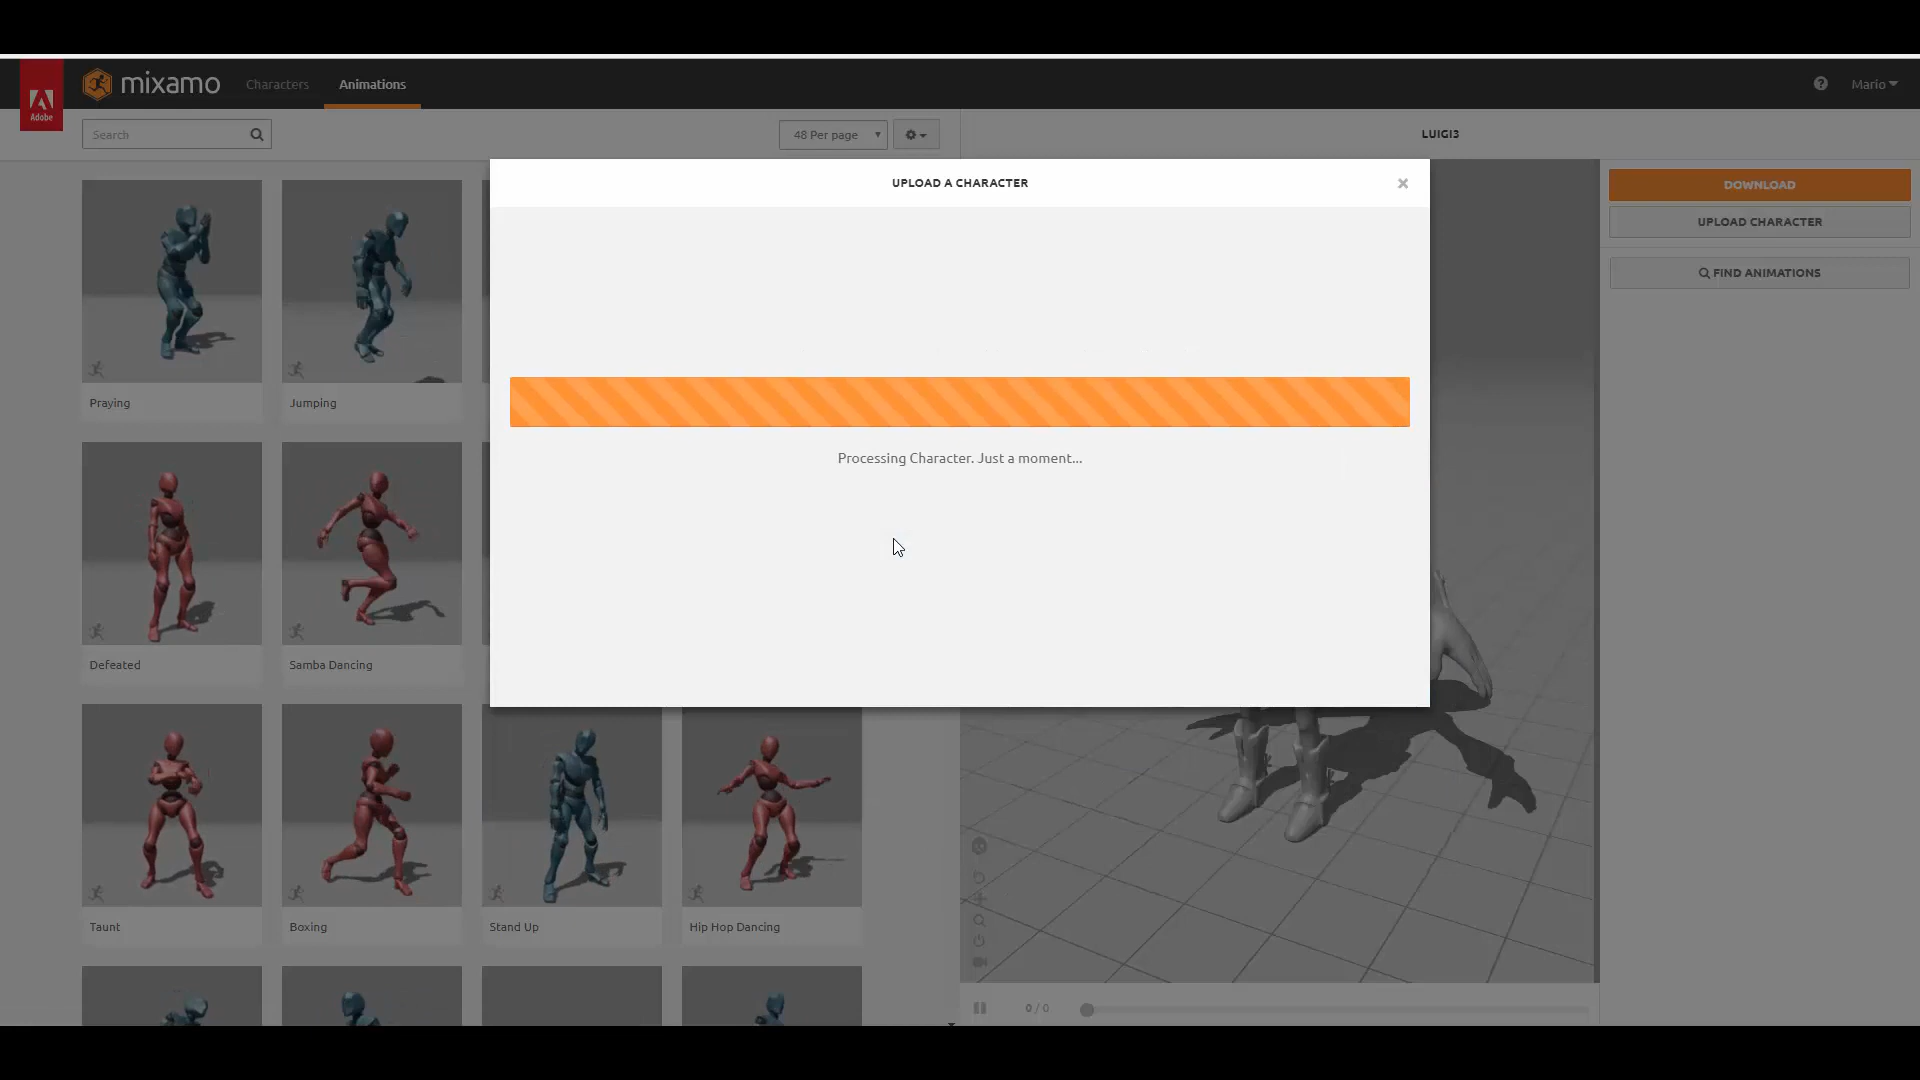 Adobe
mixamo
Characters
Animations
Mario
Search
48 Per page
LUIGI3
UPLOAD A CHARACTER
DOWNLOAD
UPLOAD CHARACTER
FIND ANIMATIONS
Praying
Jumping
Processing Character. Just a moment...
Defeated
Samba Dancing
Taunt
Boxing
Stand Up
Hip Hop Dancing
0 / 0